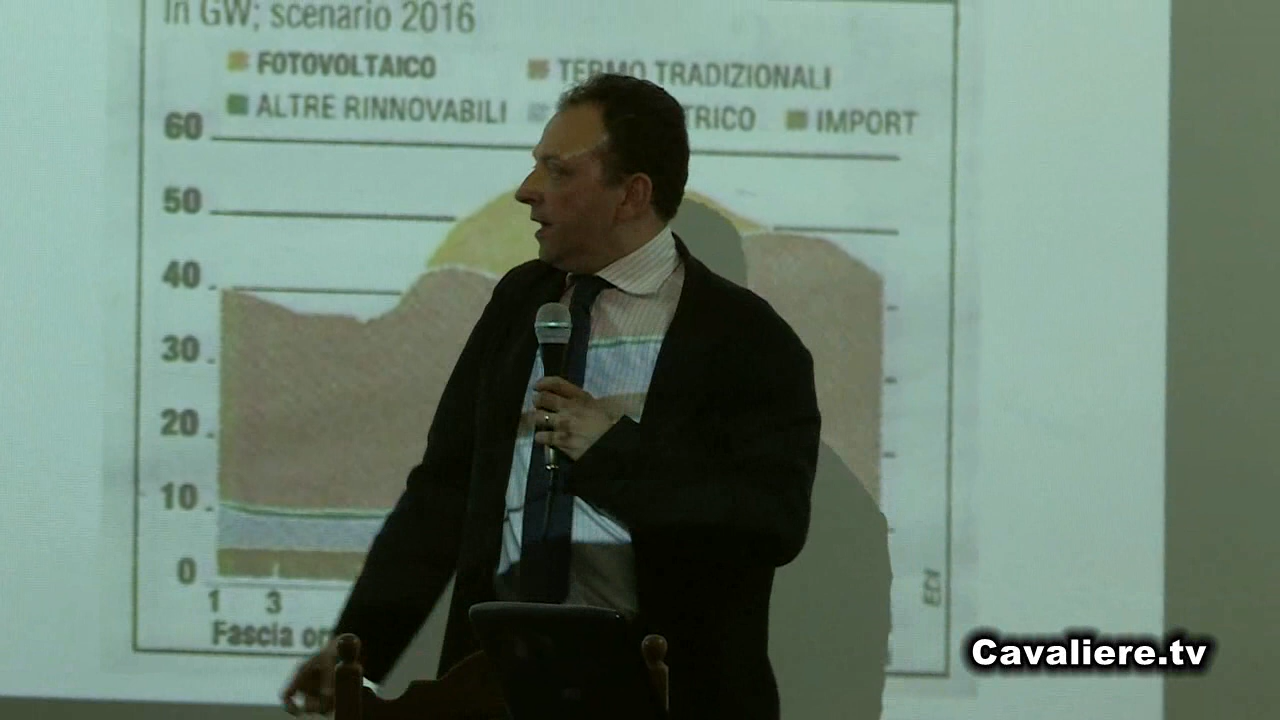 In GW; scenario 2016
FOTOVOLTAICO TERMO TRADIZIONALI
ALTRE RINNOVABILI TRICO IMPORT
60
50
40
30
20
10
0
1 3
Fascia or
Cavaliere.tv